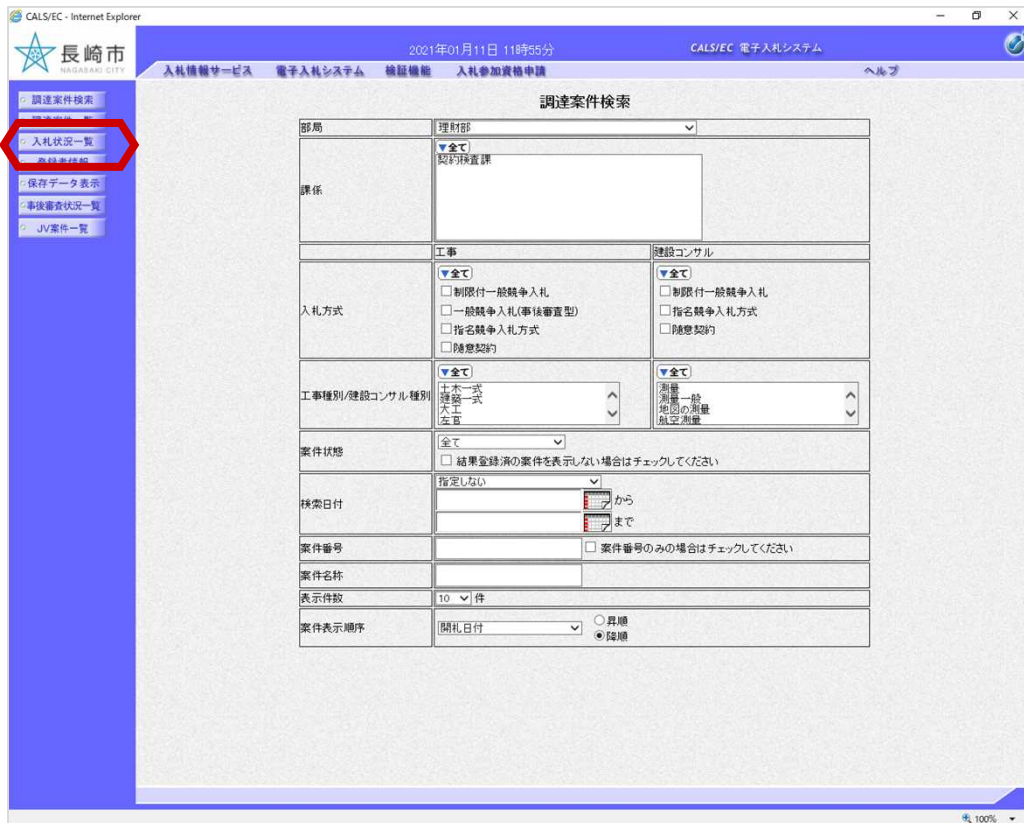 CALS/EC - Internet Explorer
長崎市
NAGASAKI CITY
2021年01月11日 11時55分
CALS/EC 電子入札システム
入札情報サービス 電子入札システム 検証機能 入札参加資格申請 ヘルプ
調達案件検索
調達案件一覧
入札状況一覧
登録者情報
保存データ表示
事後審査状況一覧
JV案件一覧
調達案件検索
部局 理財部
課係 ▼全て
契約検査課
工事 建設コンサル
入札方式 ▼全て ▼全て
制限付一般競争入札 制限付一般競争入札
一般競争入札(事後審査型) 指名競争入札方式
指名競争入札方式 随意契約
随意契約
工事種別/建設コンサル種別 ▼全て ▼全て
土木一式 測量
建築一式 測量一般
大工 地図の測量
左官 航空測量
案件状態 全て
結果登録済の案件を表示しない場合はチェックしてください
検索日付 指定しない
から
まで
案件番号 案件番号のみの場合はチェックしてください
案件名称
表示件数 10 件
案件表示順序 開札日付 昇順
降順
100%